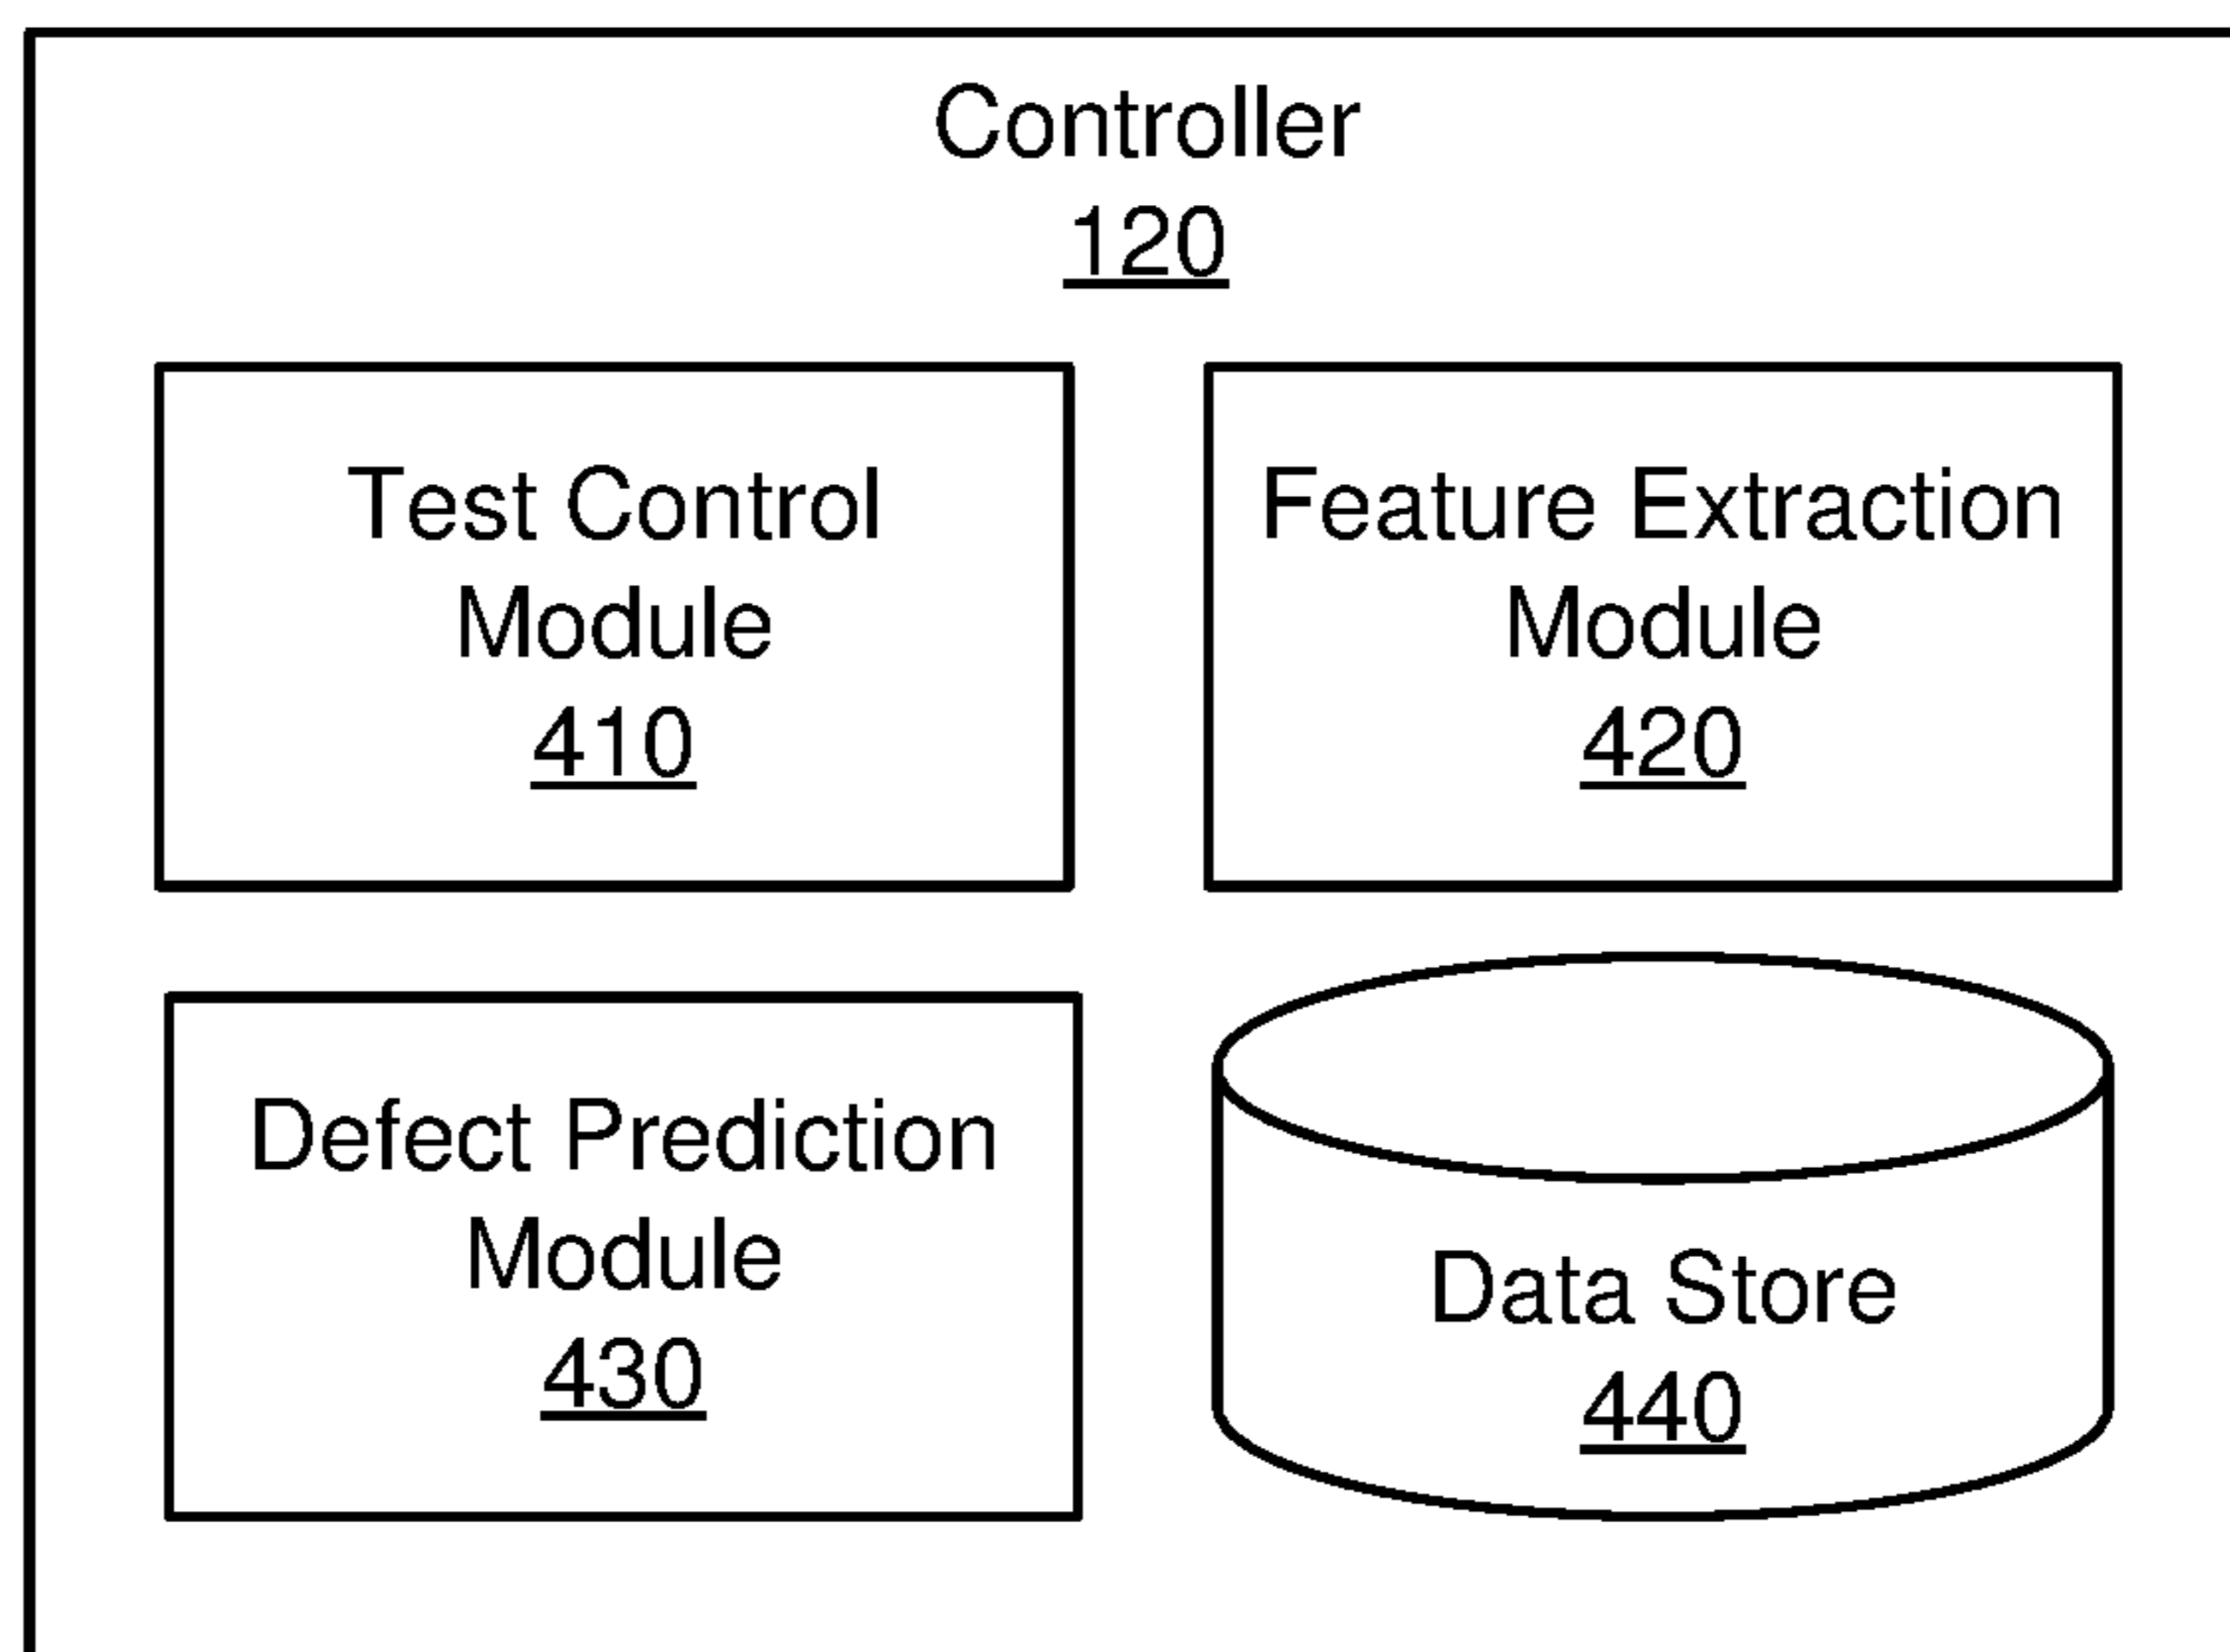 Controller
120
Test Control
Module
410
Feature Extraction
Module
420
Defect Prediction
Module
430
Data Store
440